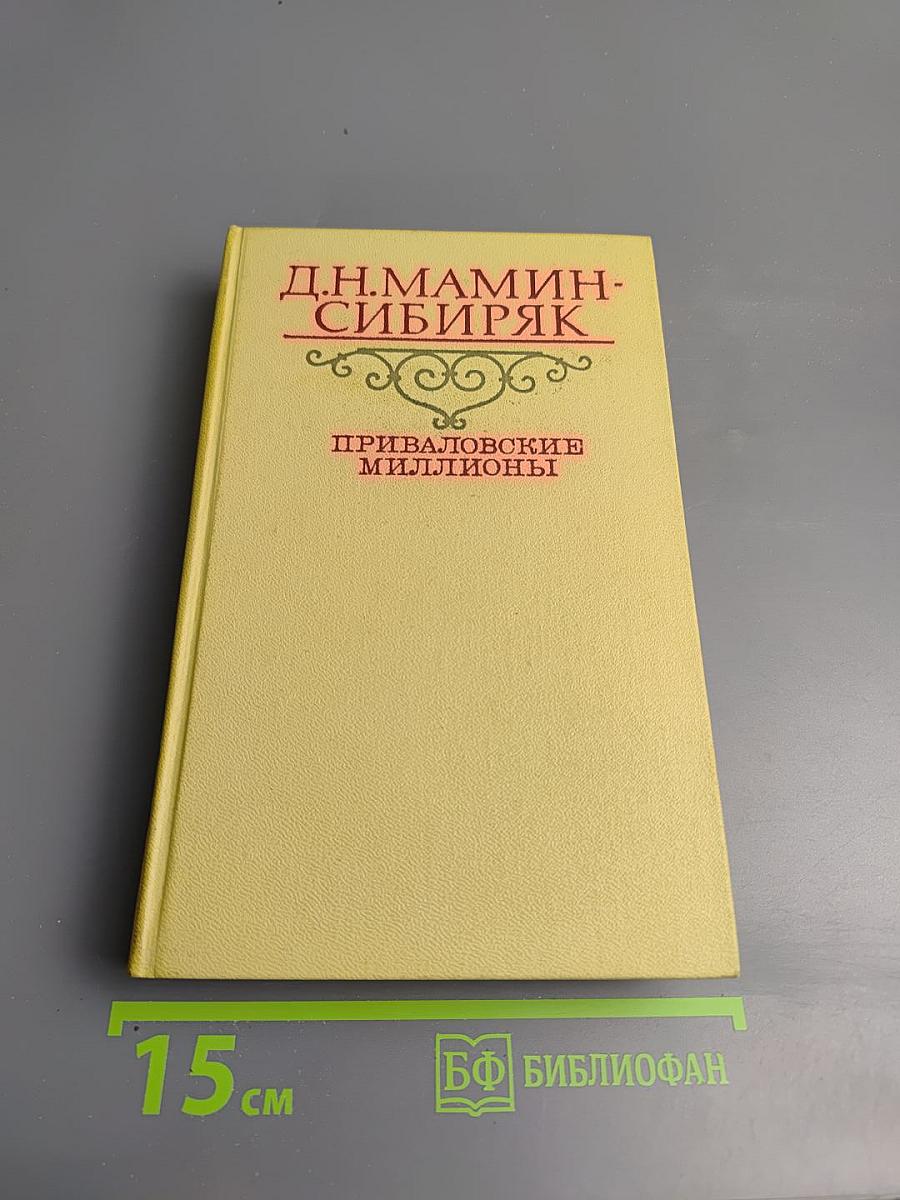 Д.Н.МАМИН-
СИБИРЯК
ПРИВАЛОВСКИЕ
МИЛЛИОНЫ
15 см
БФ БИБЛИОФАН